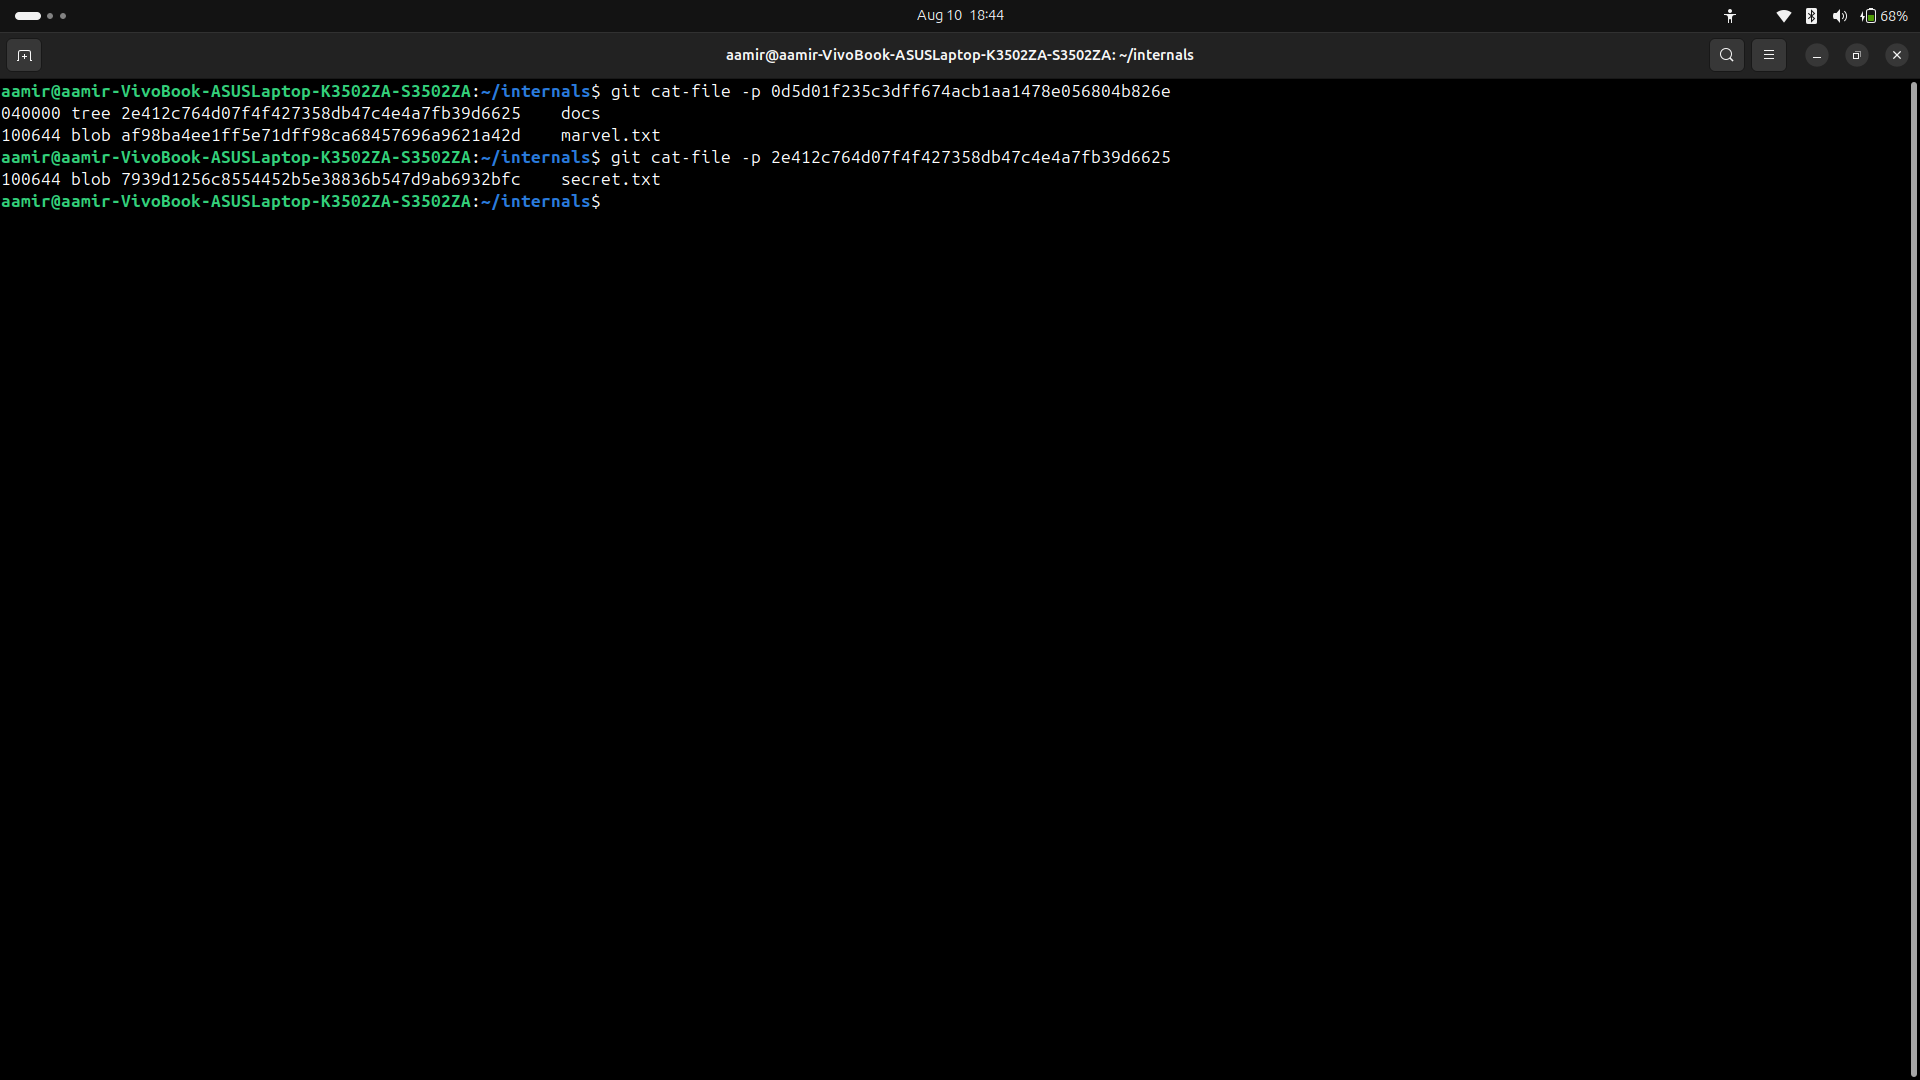 Aug 10 18:44
68%
aamir@aamir-VivoBook-ASUSLaptop-K3502ZA-S3502ZA: ~/internals
aamir@aamir-VivoBook-ASUSLaptop-K3502ZA-S3502ZA:~/internals$ git cat-file -p 0d5d01f235c3dff674acb1aa1478e056804b826e
040000 tree 2e412c764d07f4f427358db47c4e4a7fb39d6625    docs
100644 blob af98ba4ee1ff5e71dff98ca68457696a9621a42d    marvel.txt
aamir@aamir-VivoBook-ASUSLaptop-K3502ZA-S3502ZA:~/internals$ git cat-file -p 2e412c764d07f4f427358db47c4e4a7fb39d6625
100644 blob 7939d1256c8554452b5e38836b547d9ab6932bfc    secret.txt
aamir@aamir-VivoBook-ASUSLaptop-K3502ZA-S3502ZA:~/internals$